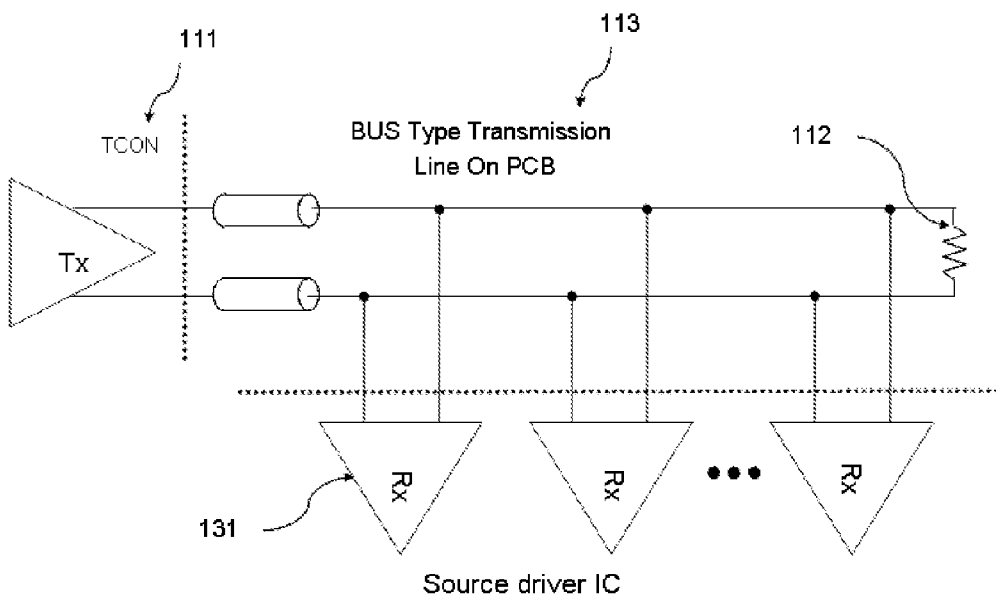 111
113
TCON
BUS Type Transmission
Line On PCB
112
Tx
Rx
Rx
Rx
131
Source driver IC